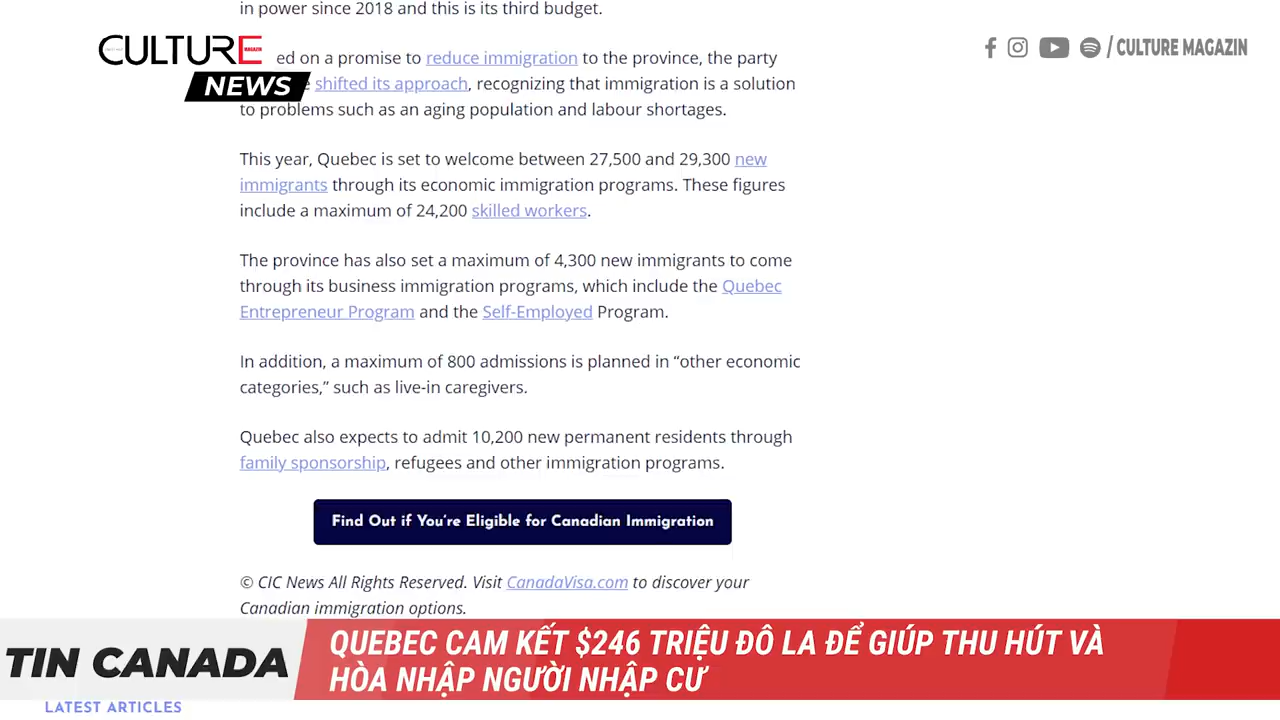 in power since 2018 and this is its third budget.
CULTURE
MAGAZIN
NEWS
/ CULTURE MAGAZIN
ed on a promise to reduce immigration to the province, the party
shifted its approach, recognizing that immigration is a solution
to problems such as an aging population and labour shortages.
This year, Quebec is set to welcome between 27,500 and 29,300 new
immigrants through its economic immigration programs. These figures
include a maximum of 24,200 skilled workers.
The province has also set a maximum of 4,300 new immigrants to come
through its business immigration programs, which include the Quebec
Entrepreneur Program and the Self-Employed Program.
In addition, a maximum of 800 admissions is planned in “other economic
categories,” such as live-in caregivers.
Quebec also expects to admit 10,200 new permanent residents through
family sponsorship, refugees and other immigration programs.
Find Out if You’re Eligible for Canadian Immigration
© CIC News All Rights Reserved. Visit CanadaVisa.com to discover your
Canadian immigration options.
TIN CANADA
QUEBEC CAM KẾT $246 TRIỆU ĐÔ LA ĐỂ GIÚP THU HÚT VÀ
HÒA NHẬP NGƯỜI NHẬP CƯ
LATEST ARTICLES